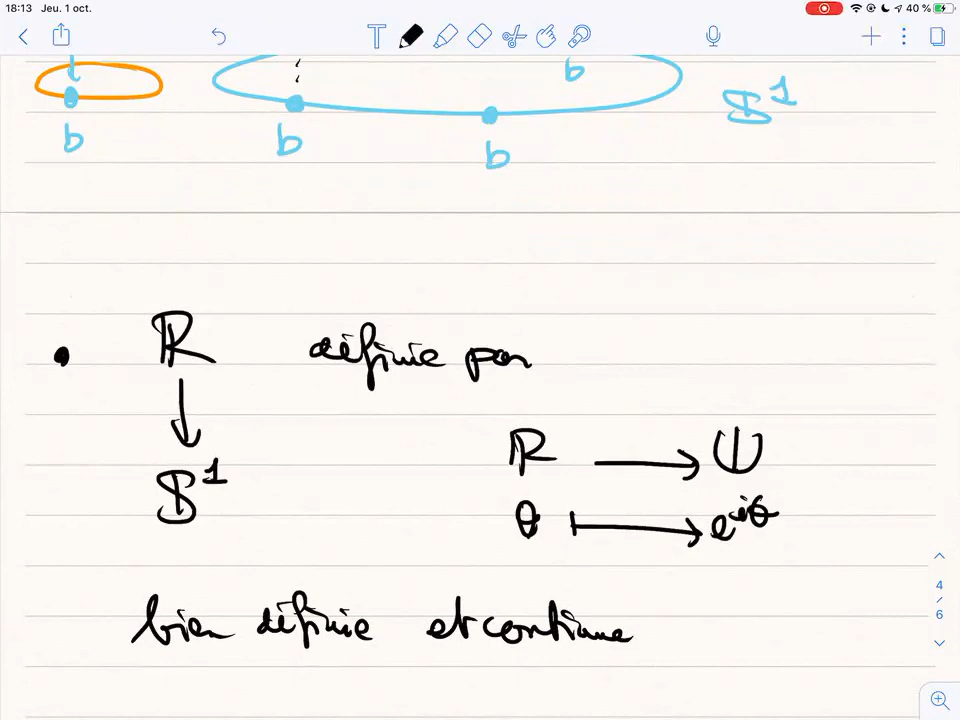 18:13 Jeu. 1 oct. 40 %
T
b b b b 𝕊¹
• ℝ définie par
↓
ℝ ⟶ 𝕌
𝕊¹
θ ⟼ e^{iθ}
bien définie et continue
4
/
6